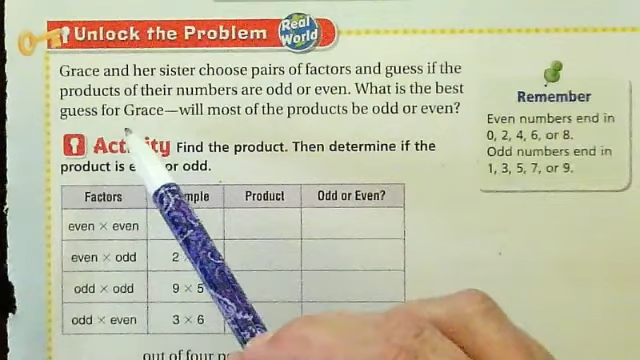 Unlock the Problem
Real World
Grace and her sister choose pairs of factors and guess if the
products of their numbers are odd or even. What is the best
guess for Grace—will most of the products be odd or even?
Remember
Even numbers end in
0, 2, 4, 6, or 8.
Odd numbers end in
1, 3, 5, 7, or 9.
Find the product. Then determine if the
product is or odd.
Factors Product Odd or Even?
even × even
even × odd 2
odd × odd 9 × 5
odd × even 3 × 6
out of four